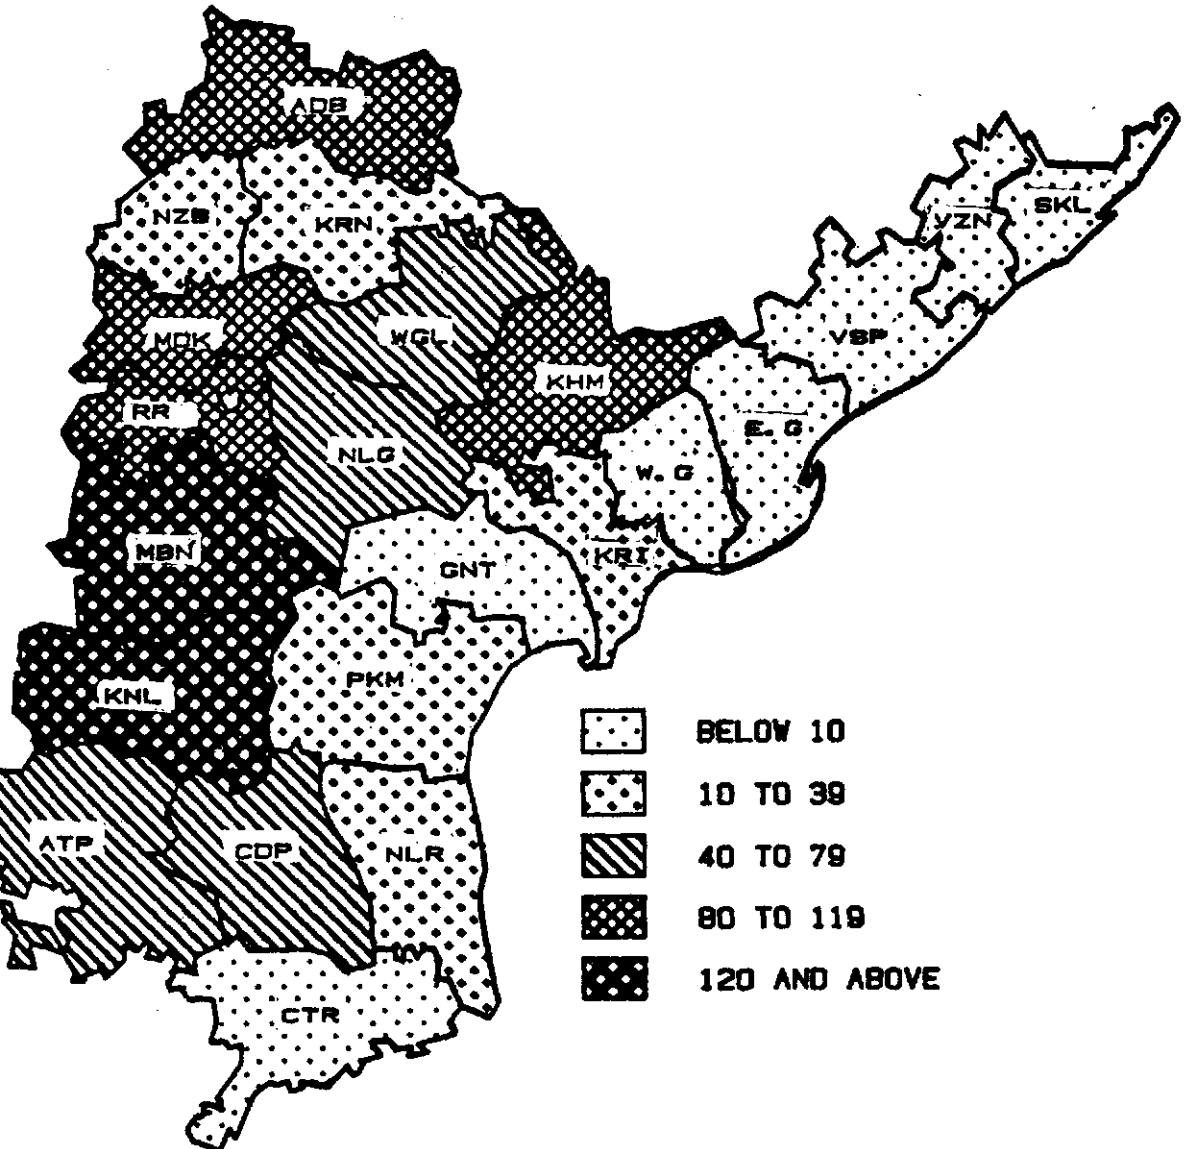 ADB
NZB
KRN
SKL
VZN
MDK
WGL
VSP
KHM
RR
E. G
NLG
W. G
MBN
KRI
GNT
PKM
KNL
BELOW 10
10 TO 39
ATP
CDP
NLR
40 TO 79
80 TO 119
120 AND ABOVE
CTR